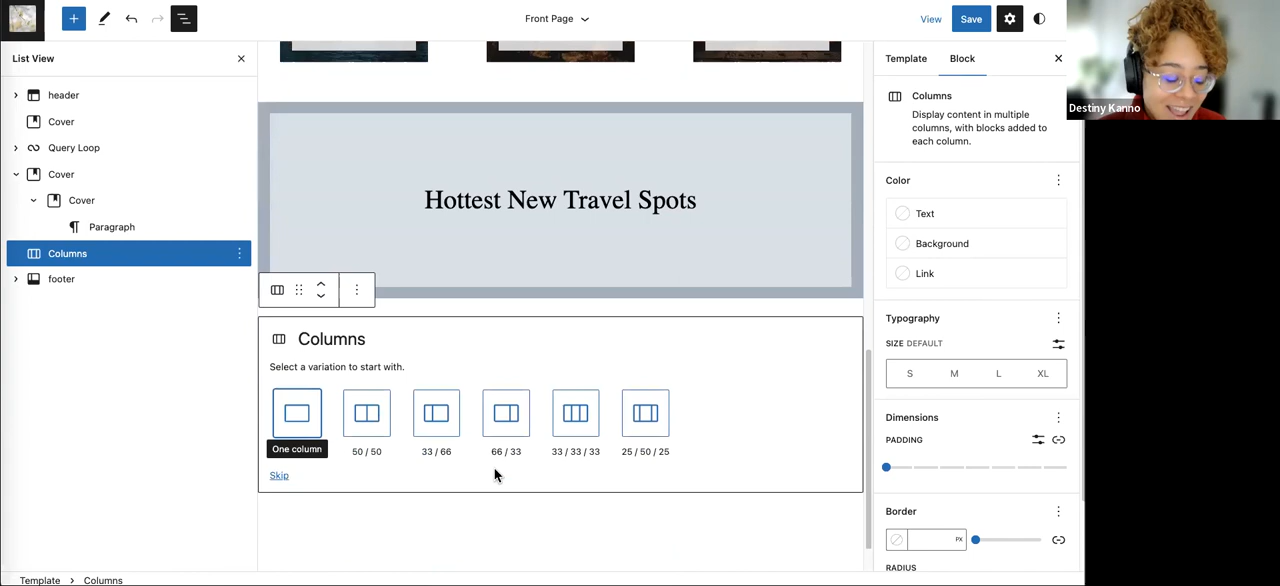 Front Page
View
Save
List View
header
Cover
Query Loop
Cover
Cover
Paragraph
Columns
footer
Hottest New Travel Spots
Columns
Select a variation to start with.
One column
50 / 50
33 / 66
66 / 33
33 / 33 / 33
25 / 50 / 25
Skip
Template
Block
Columns
Display content in multiple
columns, with blocks added to
each column.
Color
Text
Background
Link
Typography
SIZE DEFAULT
S
M
L
XL
Dimensions
PADDING
Border
PX
RADIUS
Destiny Kanno
Template > Columns